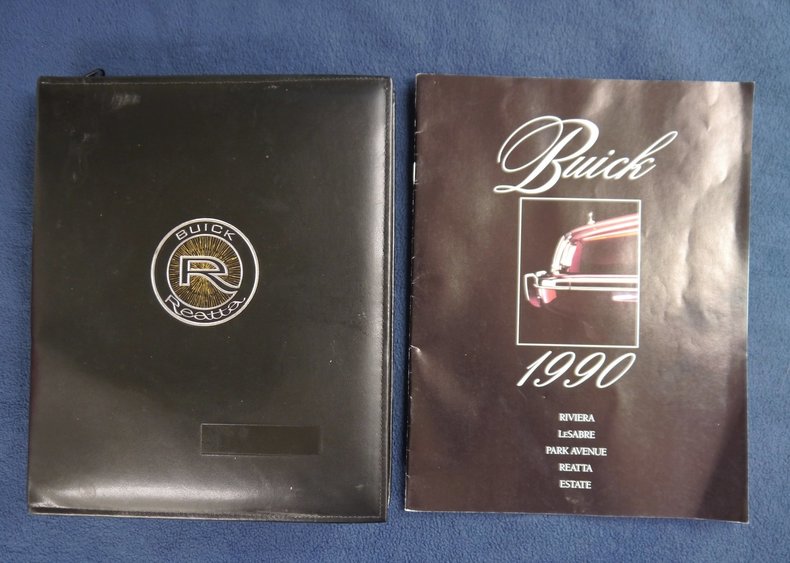 BUICK
R
Reatta
Buick
1990
RIVIERA
LeSABRE
PARK AVENUE
REATTA
ESTATE